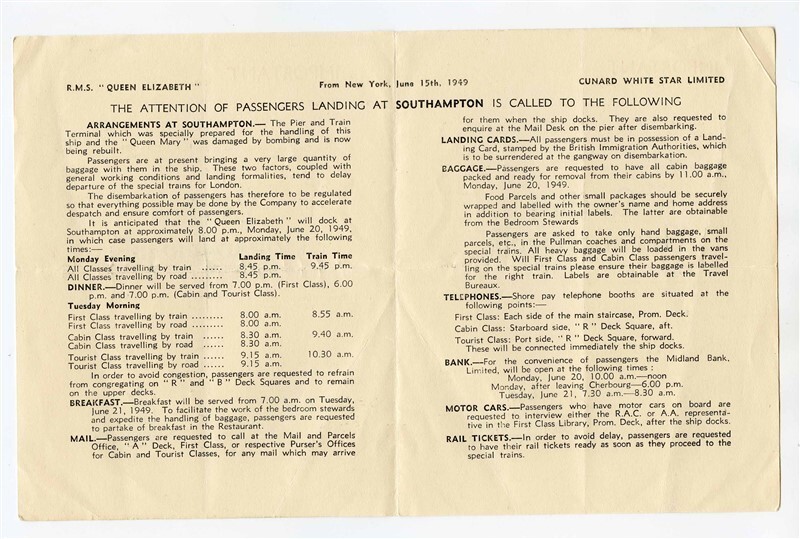 R.M.S. "QUEEN ELIZABETH" From New York, June 15th, 1949 CUNARD WHITE STAR LIMITED
THE ATTENTION OF PASSENGERS LANDING AT SOUTHAMPTON IS CALLED TO THE FOLLOWING
ARRANGEMENTS AT SOUTHAMPTON.— The Pier and Train
Terminal which was specially prepared for the handling of this
ship and the "Queen Mary" was damaged by bombing and is now
being rebuilt.
Passengers are at present bringing a very large quantity of
baggage with them in the ship. These two factors, coupled with
general working conditions and landing formalities, tend to delay
departure of the special trains for London.
The disembarkation of passengers has therefore to be regulated
so that everything possible may be done by the Company to accelerate
despatch and ensure comfort of passengers.
It is anticipated that the "Queen Elizabeth" will dock at
Southampton at approximately 8.00 p.m., Monday, June 20, 1949,
in which case passengers will land at approximately the following
times:—
Monday Evening Landing Time Train Time
All Classes travelling by train ...... 8.45 p.m. 9.45 p.m.
All Classes travelling by road ....... 8.45 p.m.
DINNER.—Dinner will be served from 7.00 p.m. (First Class), 6.00
p.m. and 7.00 p.m. (Cabin and Tourist Class).
Tuesday Morning
First Class travelling by train ......... 8.00 a.m. 8.55 a.m.
First Class travelling by road ......... 8.00 a.m.
Cabin Class travelling by train ...... 8.30 a.m. 9.40 a.m.
Cabin Class travelling by road ...... 8.30 a.m.
Tourist Class travelling by train ...... 9.15 a.m. 10.30 a.m.
Tourist Class travelling by road ...... 9.15 a.m.
In order to avoid congestion, passengers are requested to refrain
from congregating on "R" and "B" Deck Squares and to remain
on the upper decks.
BREAKFAST.—Breakfast will be served from 7.00 a.m. on Tuesday,
June 21, 1949. To facilitate the work of the bedroom stewards
and expedite the handling of baggage, passengers are requested
to partake of breakfast in the Restaurant.
MAIL.—Passengers are requested to call at the Mail and Parcels
Office, "A" Deck, First Class, or respective Purser's Offices
for Cabin and Tourist Classes, for any mail which may arrive
for them when the ship docks. They are also requested to
enquire at the Mail Desk on the pier after disembarking.
LANDING CARDS.—All passengers must be in possession of a Land-
ing Card, stamped by the British Immigration Authorities, which
is to be surrendered at the gangway on disembarkation.
BAGGAGE.—Passengers are requested to have all cabin baggage
packed and ready for removal from their cabins by 11.00 a.m.,
Monday, June 20, 1949.
Food Parcels and other small packages should be securely
wrapped and labelled with the owner's name and home address
in addition to bearing initial labels. The latter are obtainable
from the Bedroom Stewards
Passengers are asked to take only hand baggage, small
parcels, etc., in the Pullman coaches and compartments on the
special trains. All heavy baggage will be loaded in the vans
provided. Will First Class and Cabin Class passengers travel-
ling on the special trains please ensure their baggage is labelled
for the right train. Labels are obtainable at the Travel
Bureaux.
TELEPHONES.—Shore pay telephone booths are situated at the
following points:—
First Class: Each side of the main staircase, Prom. Deck.
Cabin Class: Starboard side, "R" Deck Square, aft.
Tourist Class: Port side, "R" Deck Square, forward.
These will be connected immediately the ship docks.
BANK.—For the convenience of passengers the Midland Bank,
Limited, will be open at the following times :
Monday, June 20, 10.00 a.m.—noon
Monday, after leaving Cherbourg—6.00 p.m.
Tuesday, June 21, 7.30 a.m.—8.30 a.m.
MOTOR CARS.—Passengers who have motor cars on board are
requested to interview either the R.A.C. or A.A. representa-
tive in the First Class Library, Prom. Deck, after the ship docks.
RAIL TICKETS.—In order to avoid delay, passengers are requested
to have their rail tickets ready as soon as they proceed to the
special trains.